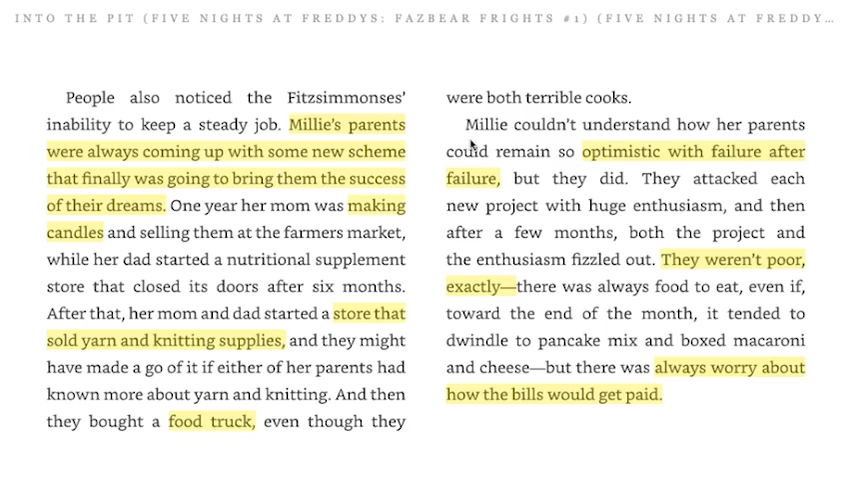 INTO THE PIT (FIVE NIGHTS AT FREDDYS: FAZBEAR FRIGHTS #1) (FIVE NIGHTS AT FREDDY…
People also noticed the Fitzsimmonses’
inability to keep a steady job. Millie’s parents
were always coming up with some new scheme
that finally was going to bring them the success
of their dreams. One year her mom was making
candles and selling them at the farmers market,
while her dad started a nutritional supplement
store that closed its doors after six months.
After that, her mom and dad started a store that
sold yarn and knitting supplies, and they might
have made a go of it if either of her parents had
known more about yarn and knitting. And then
they bought a food truck, even though they
were both terrible cooks.
Millie couldn’t understand how her parents
could remain so optimistic with failure after
failure, but they did. They attacked each
new project with huge enthusiasm, and then
after a few months, both the project and
the enthusiasm fizzled out. They weren’t poor,
exactly—there was always food to eat, even if,
toward the end of the month, it tended to
dwindle to pancake mix and boxed macaroni
and cheese—but there was always worry about
how the bills would get paid.